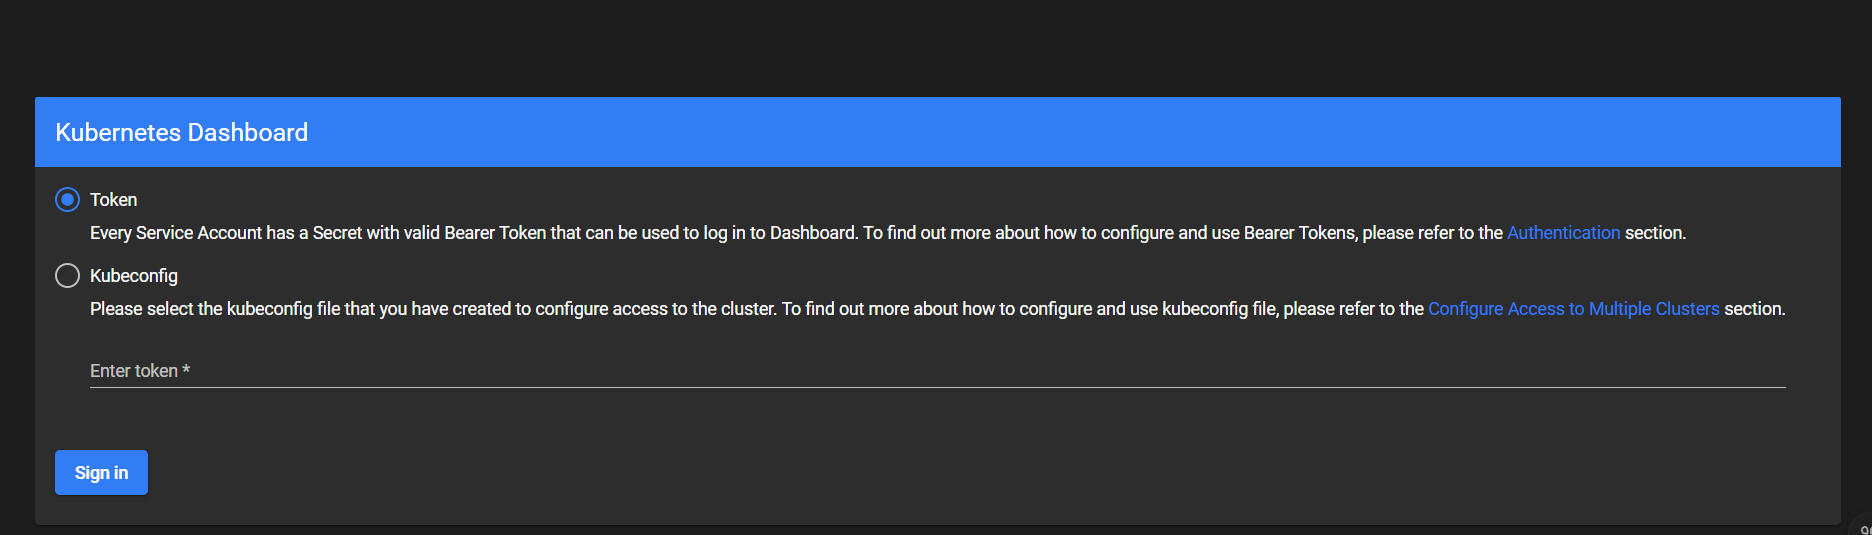 Kubernetes Dashboard
Token
Every Service Account has a Secret with valid Bearer Token that can be used to log in to Dashboard. To find out more about how to configure and use Bearer Tokens, please refer to the Authentication section.
Kubeconfig
Please select the kubeconfig file that you have created to configure access to the cluster. To find out more about how to configure and use kubeconfig file, please refer to the Configure Access to Multiple Clusters section.
Enter token *
Sign in